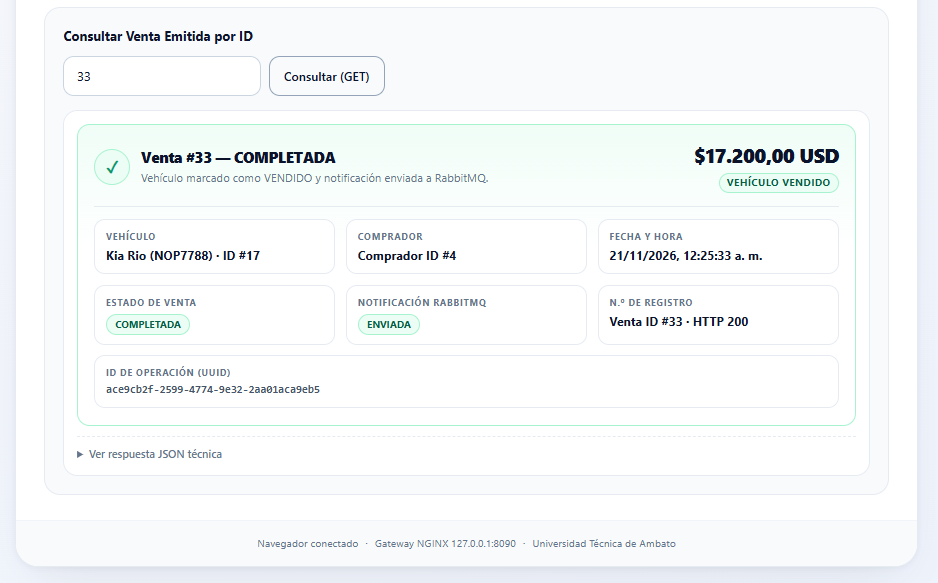 Consultar Venta Emitida por ID
33
Consultar (GET)
✓
Venta #33 — COMPLETADA
Vehículo marcado como VENDIDO y notificación enviada a RabbitMQ.
$17.200,00 USD
VEHÍCULO VENDIDO
VEHÍCULO
Kia Rio (NOP7788) · ID #17
COMPRADOR
Comprador ID #4
FECHA Y HORA
21/11/2026, 12:25:33 a. m.
ESTADO DE VENTA
COMPLETADA
NOTIFICACIÓN RABBITMQ
ENVIADA
N.º DE REGISTRO
Venta ID #33 · HTTP 200
ID DE OPERACIÓN (UUID)
ace9cb2f-2599-4774-9e32-2aa01aca9eb5
▶ Ver respuesta JSON técnica
Navegador conectado · Gateway NGINX 127.0.0.1:8090 · Universidad Técnica de Ambato